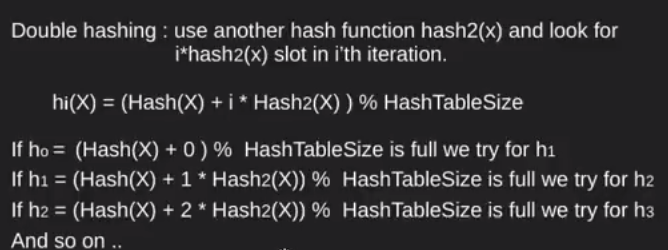 Double hashing : use another hash function hash2(x) and look for
i*hash2(x) slot in i'th iteration.
hi(X) = (Hash(X) + i * Hash2(X) ) % HashTableSize
If ho = (Hash(X) + 0 ) % HashTableSize is full we try for h1
If h1 = (Hash(X) + 1 * Hash2(X)) % HashTableSize is full we try for h2
If h2 = (Hash(X) + 2 * Hash2(X)) % HashTableSize is full we try for h3
And so on ..